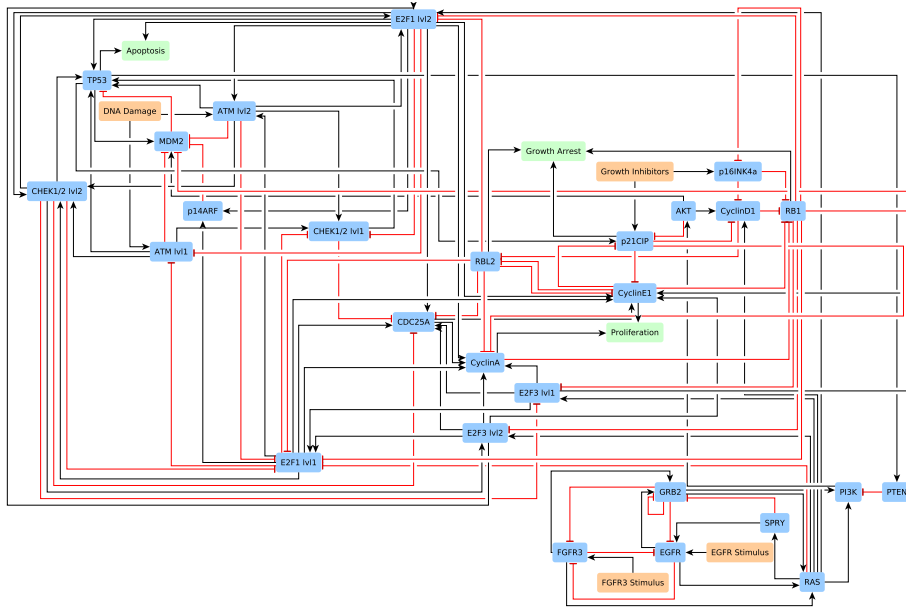 E2F1 lvl2
Apoptosis
TP53
DNA Damage
ATM lvl2
MDM2
Growth Arrest
Growth Inhibitors
p16INK4a
CHEK1/2 lvl2
p14ARF
AKT
CyclinD1
RB1
CHEK1/2 lvl1
p21CIP
ATM lvl1
RBL2
CyclinE1
CDC25A
Proliferation
CyclinA
E2F3 lvl1
E2F3 lvl2
E2F1 lvl1
GRB2
PI3K
PTEN
SPRY
FGFR3
EGFR
EGFR Stimulus
FGFR3 Stimulus
RAS